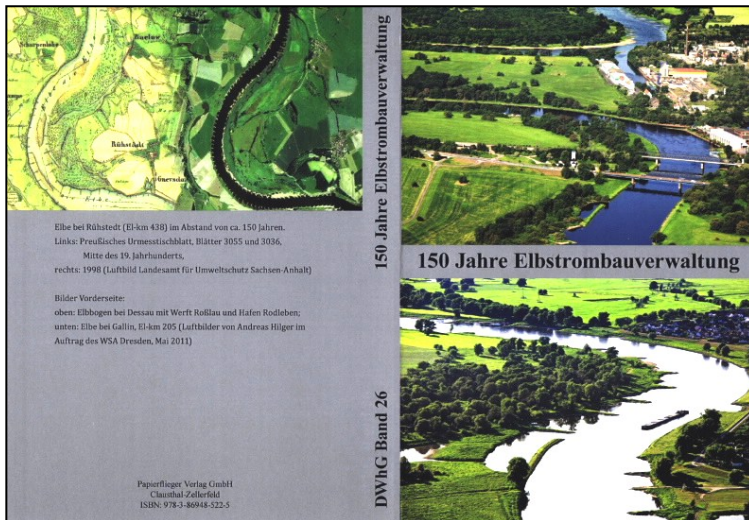 Scharpenlohe
Rühstädt
Gnevsdorf
Elbe bei Rühstedt (El-km 438) im Abstand von ca. 150 Jahren.
Links: Preußisches Urmesstischblatt, Blätter 3055 und 3036,
Mitte des 19. Jahrhunderts,
rechts: 1998 (Luftbild Landesamt für Umweltschutz Sachsen-Anhalt)
Bilder Vorderseite:
oben: Elbbogen bei Dessau mit Werft Roßlau und Hafen Rodleben;
unten: Elbe bei Gallin, El-km 205 (Luftbilder von Andreas Hilger im
Auftrag des WSA Dresden, Mai 2011)
Papierflieger Verlag GmbH
Clausthal-Zellerfeld
ISBN: 978-3-86948-522-5
150 Jahre Elbstrombauverwaltung
DWhG Band 26
150 Jahre Elbstrombauverwaltung